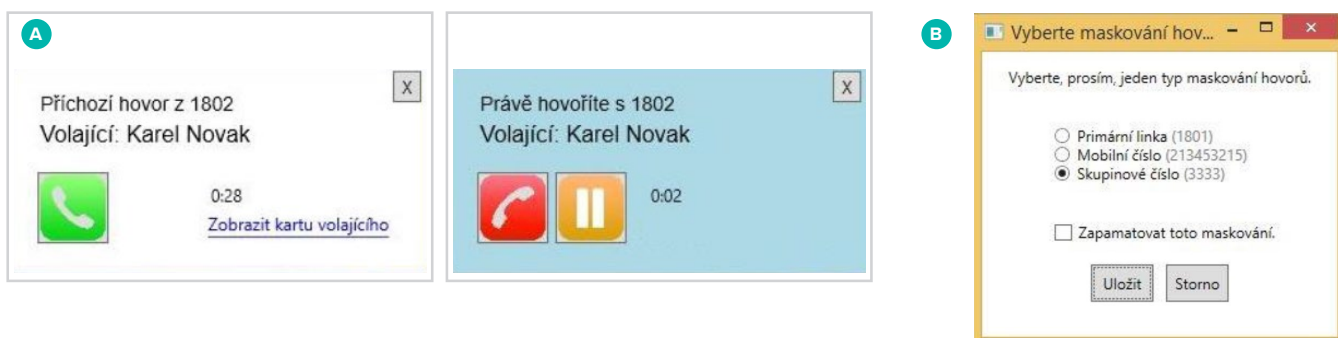 A
X
Příchozí hovor z 1802
Volající: Karel Novak
0:28
Zobrazit kartu volajícího
X
Právě hovoříte s 1802
Volající: Karel Novak
0:02
B
Vyberte maskování hov...
Vyberte, prosím, jeden typ maskování hovorů.
Primární linka (1801)
Mobilní číslo (213453215)
Skupinové číslo (3333)
Zapamatovat toto maskování.
Uložit Storno